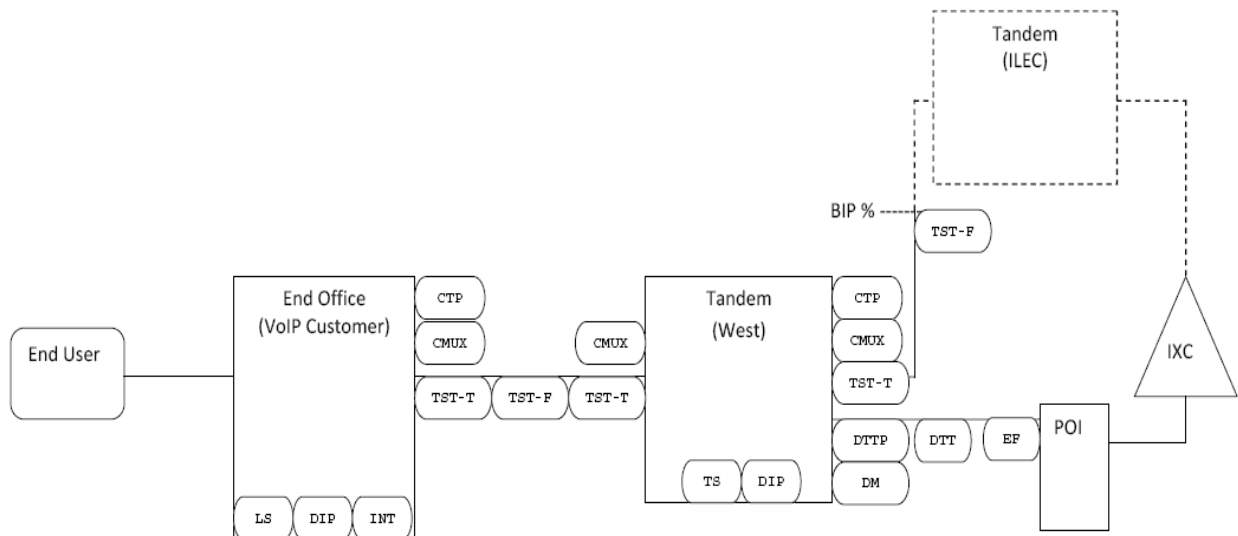 Tandem
(ILEC)
BIP %
TST-F
End Office
(VoIP Customer)
CTP
CMUX
CMUX
Tandem
(West)
CTP
CMUX
TST-T
End User
IXC
TST-T
TST-F
TST-T
DTTP
DTT
EF
POI
DM
TS
DIP
LS
DIP
INT